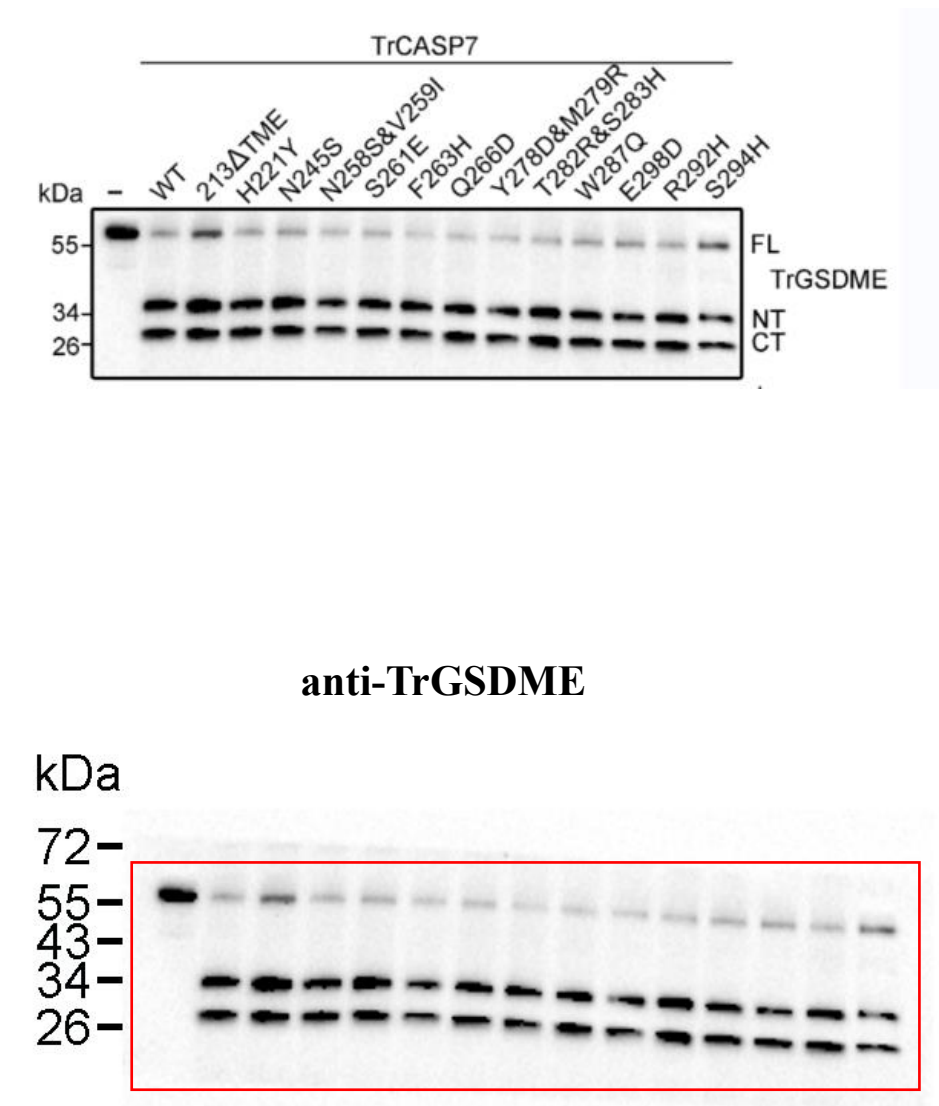 TrCASP7
kDa - WT 213ΔTME H221Y N245S N258S&V259I S261E F263H Q266D Y278D&M279R T282R&S283H W287Q E298D R292H S294H
55- FL
TrGSDME
34- NT
26- CT
anti-TrGSDME
kDa
72-
55-
43-
34-
26-